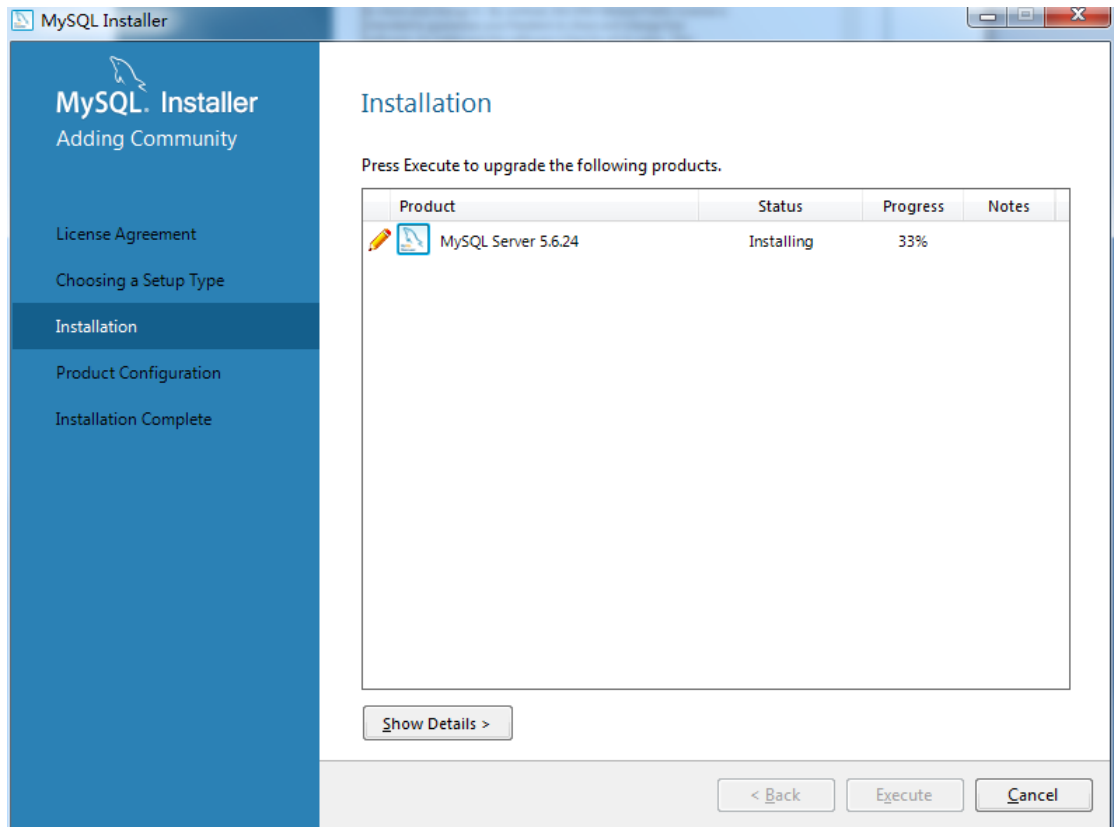 MySQL Installer
MySQL. Installer
Adding Community
License Agreement
Choosing a Setup Type
Installation
Product Configuration
Installation Complete
Installation
Press Execute to upgrade the following products.
Product Status Progress Notes
MySQL Server 5.6.24 Installing 33%
Show Details >
< Back Execute Cancel